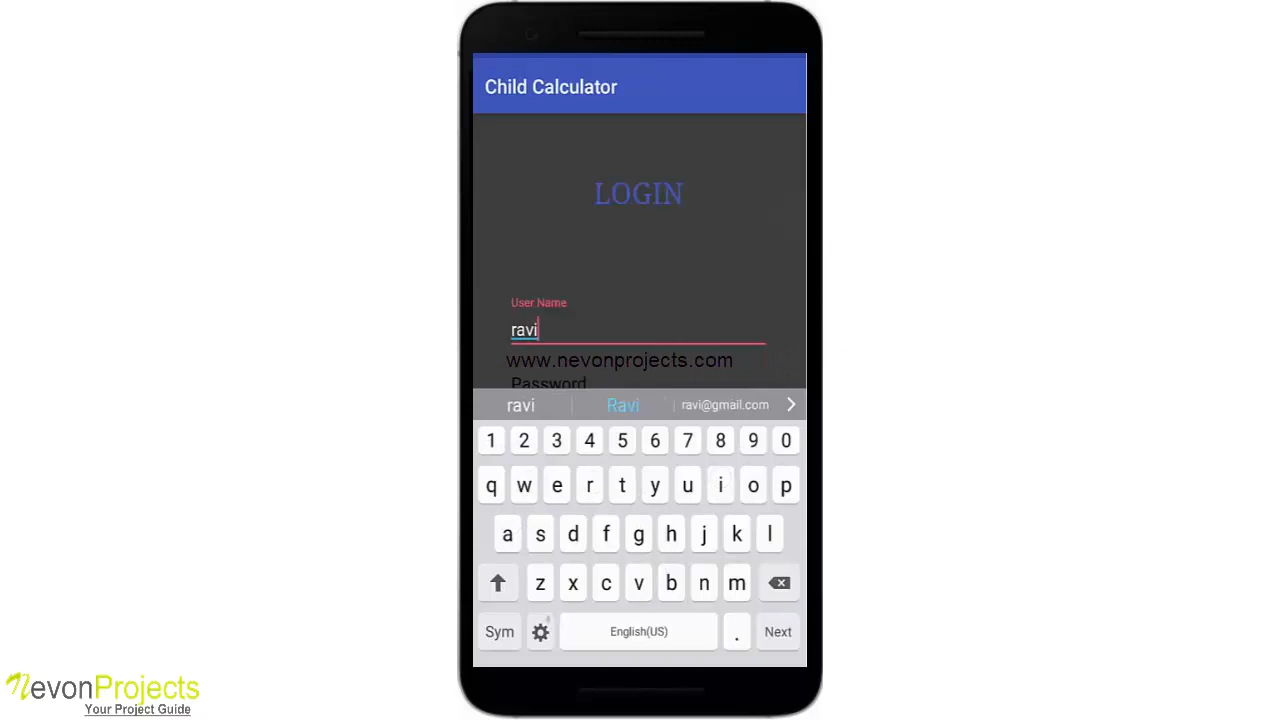 Child Calculator
LOGIN
User Name
ravi
www.nevonprojects.com
Password
ravi Ravi ravi@gmail.com
1 2 3 4 5 6 7 8 9 0
q w e r t y u i o p
a s d f g h j k l
z x c v b n m
Sym English(US) . Next
NevonProjects
Your Project Guide